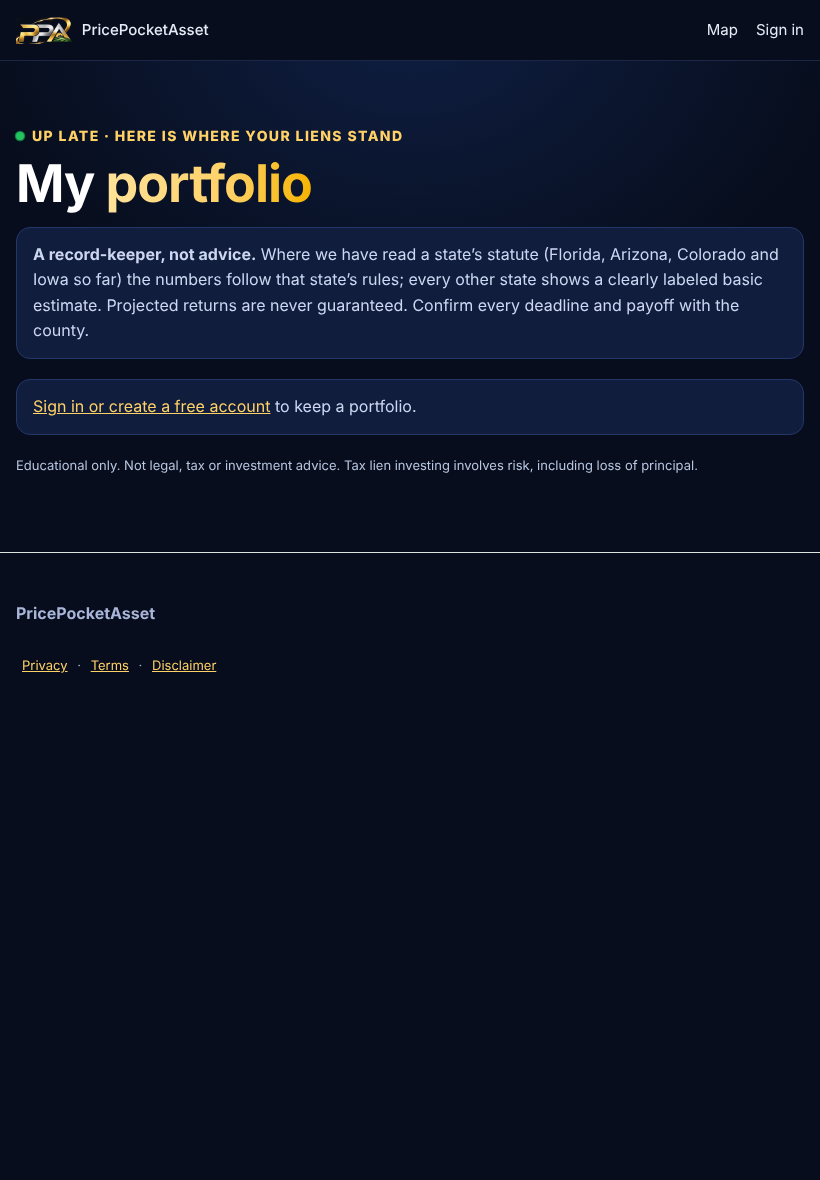 PPA PricePocketAsset Map Sign in
UP LATE · HERE IS WHERE YOUR LIENS STAND
My portfolio
A record-keeper, not advice. Where we have read a state’s statute (Florida, Arizona, Colorado and
Iowa so far) the numbers follow that state’s rules; every other state shows a clearly labeled basic
estimate. Projected returns are never guaranteed. Confirm every deadline and payoff with the
county.
Sign in or create a free account to keep a portfolio.
Educational only. Not legal, tax or investment advice. Tax lien investing involves risk, including loss of principal.
PricePocketAsset
Privacy · Terms · Disclaimer